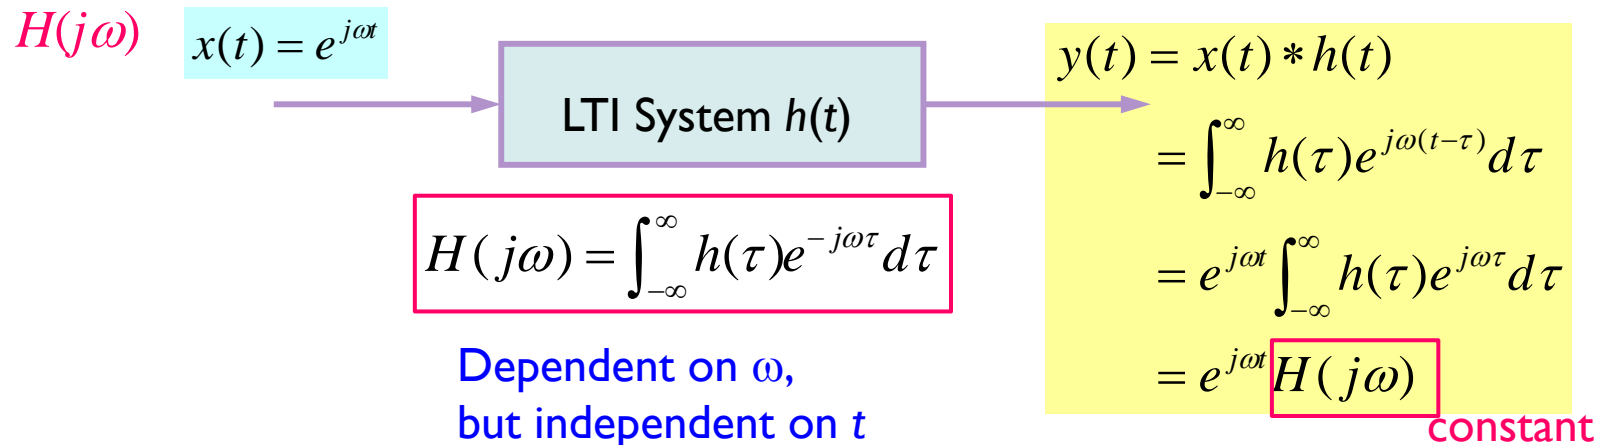 H(jω)
x(t) = e^{jωt}
LTI System h(t)
y(t) = x(t) * h(t)
= ∫_{-∞}^{∞} h(τ)e^{jω(t-τ)}dτ
= e^{jωt} ∫_{-∞}^{∞} h(τ)e^{jωτ}dτ
= e^{jωt}H(jω)
constant
H(jω) = ∫_{-∞}^{∞} h(τ)e^{-jωτ}dτ
Dependent on ω,
but independent on t